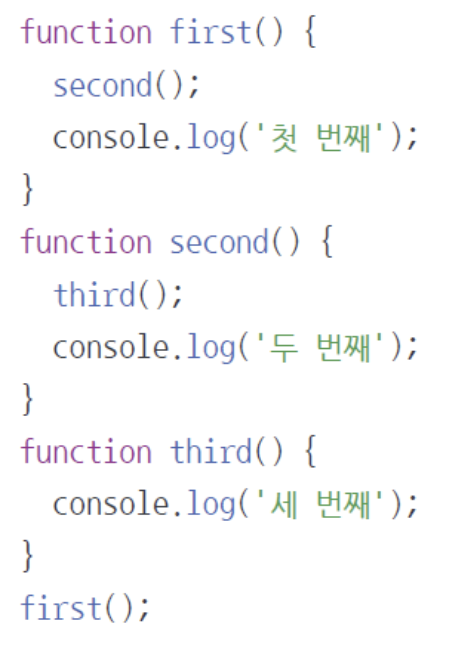 function first() {
  second();
  console.log('첫 번째');
}
function second() {
  third();
  console.log('두 번째');
}
function third() {
  console.log('세 번째');
}
first();